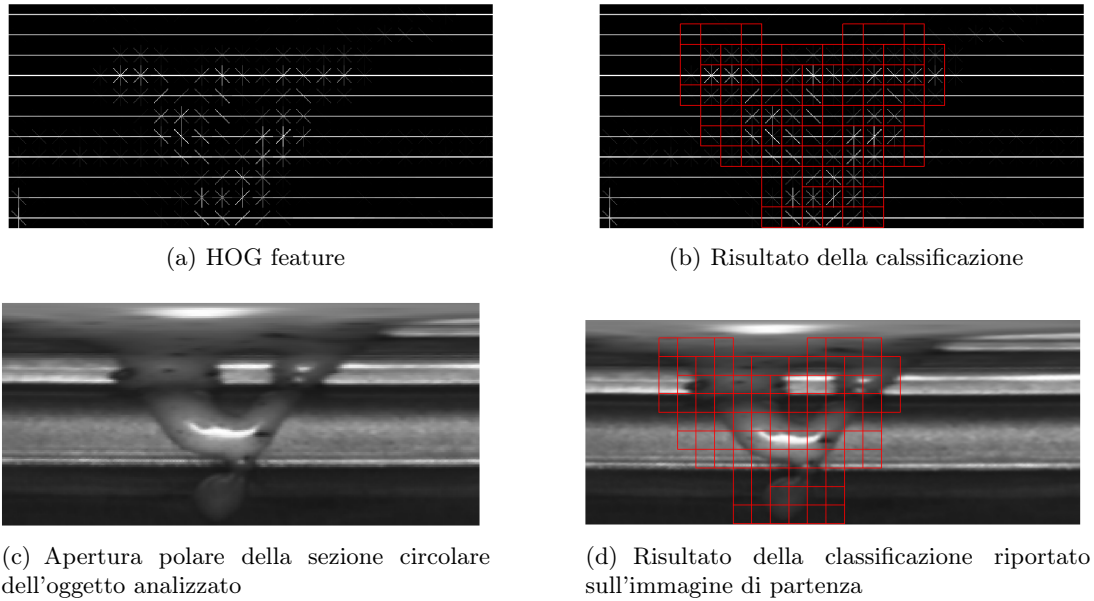 (a) HOG feature
(b) Risultato della calssificazione
(c) Apertura polare della sezione circolare
dell'oggetto analizzato
(d) Risultato della classificazione riportato
sull'immagine di partenza